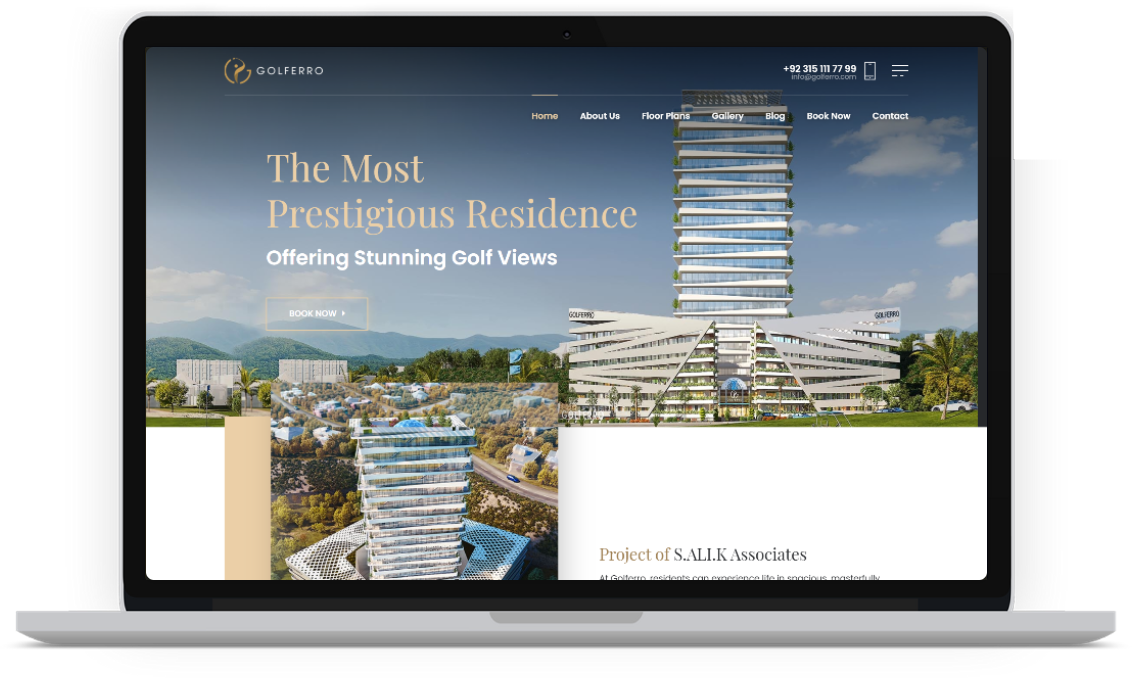 GOLFERRO
+92 315 111 77 99
info@golferro.com
Home About Us Floor Plans Gallery Blog Book Now Contact
The Most
Prestigious Residence
Offering Stunning Golf Views
BOOK NOW
GOLFERRO GOLFERRO
Project of S.ALI.K Associates
At Golferro, residents can experience life in spacious, masterfully